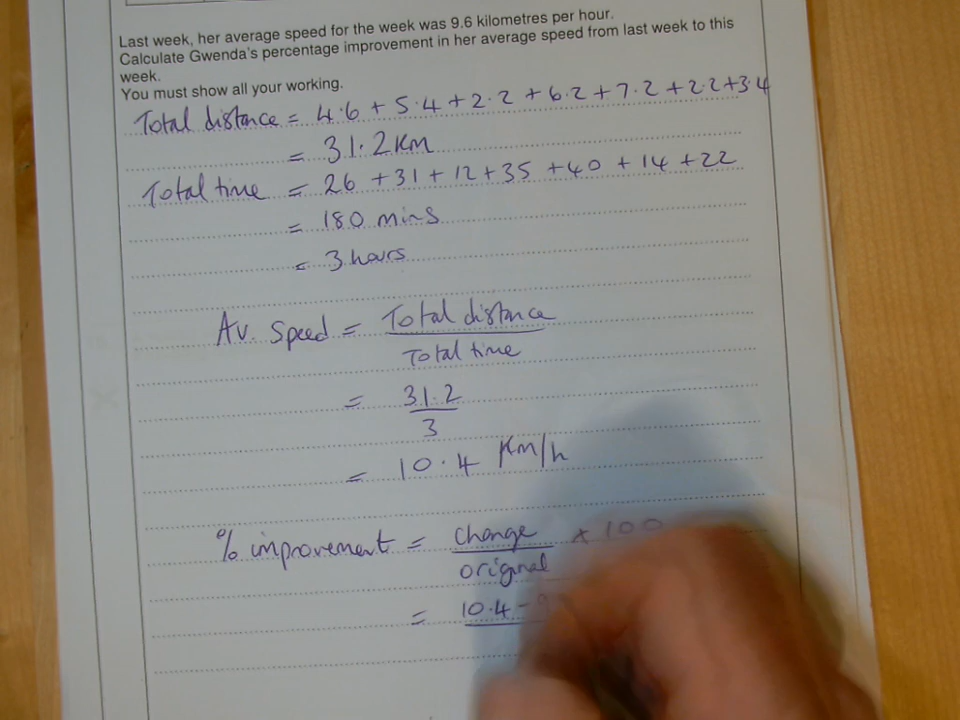 Last week, her average speed for the week was 9.6 kilometres per hour.
Calculate Gwenda's percentage improvement in her average speed from last week to this
week.
You must show all your working.
Total distance = 4.6 + 5.4 + 2.2 + 6.2 + 7.2 + 2.2 + 3.4
= 31.2 Km
Total time = 26 + 31 + 12 + 35 + 40 + 14 + 22
= 180 mins
= 3 hours
Av. Speed = Total distance
Total time
= 31.2
3
= 10.4 Km/h
% improvement = change × 100
original
= 10.4 -